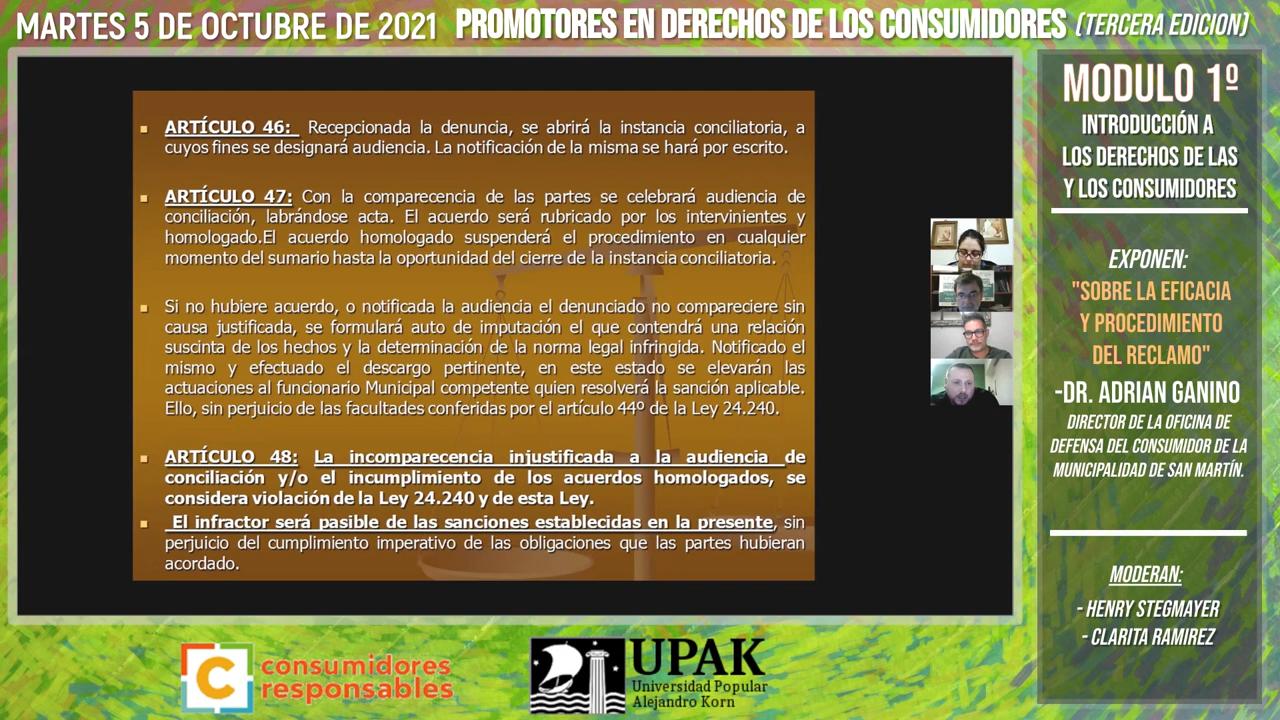 MARTES 5 DE OCTUBRE DE 2021 PROMOTORES EN DERECHOS DE LOS CONSUMIDORES (TERCERA EDICION)
ARTÍCULO 46: Recepcionada la denuncia, se abrirá la instancia conciliatoria, a
cuyos fines se designará audiencia. La notificación de la misma se hará por escrito.
ARTÍCULO 47: Con la comparecencia de las partes se celebrará audiencia de
conciliación, labrándose acta. El acuerdo será rubricado por los intervinientes y
homologado.El acuerdo homologado suspenderá el procedimiento en cualquier
momento del sumario hasta la oportunidad del cierre de la instancia conciliatoria.
Si no hubiere acuerdo, o notificada la audiencia el denunciado no compareciere sin
causa justificada, se formulará auto de imputación el que contendrá una relación
suscinta de los hechos y la determinación de la norma legal infringida. Notificado el
mismo y efectuado el descargo pertinente, en este estado se elevarán las
actuaciones al funcionario Municipal competente quien resolverá la sanción aplicable.
Ello, sin perjuicio de las facultades conferidas por el artículo 44º de la Ley 24.240.
ARTÍCULO 48: La incomparecencia injustificada a la audiencia de
conciliación y/o el incumplimiento de los acuerdos homologados, se
considera violación de la Ley 24.240 y de esta Ley.
El infractor será pasible de las sanciones establecidas en la presente, sin
perjuicio del cumplimiento imperativo de las obligaciones que las partes hubieran
acordado.
MODULO 1º
INTRODUCCIÓN A
LOS DERECHOS DE LAS
Y LOS CONSUMIDORES
EXPONEN:
"SOBRE LA EFICACIA
Y PROCEDIMIENTO
DEL RECLAMO"
-DR. ADRIAN GANINO
DIRECTOR DE LA OFICINA DE
DEFENSA DEL CONSUMIDOR DE LA
MUNICIPALIDAD DE SAN MARTÍN.
MODERAN:
- HENRY STEGMAYER
- CLARITA RAMIREZ
C consumidores
responsables
UPAK
Universidad Popular
Alejandro Korn